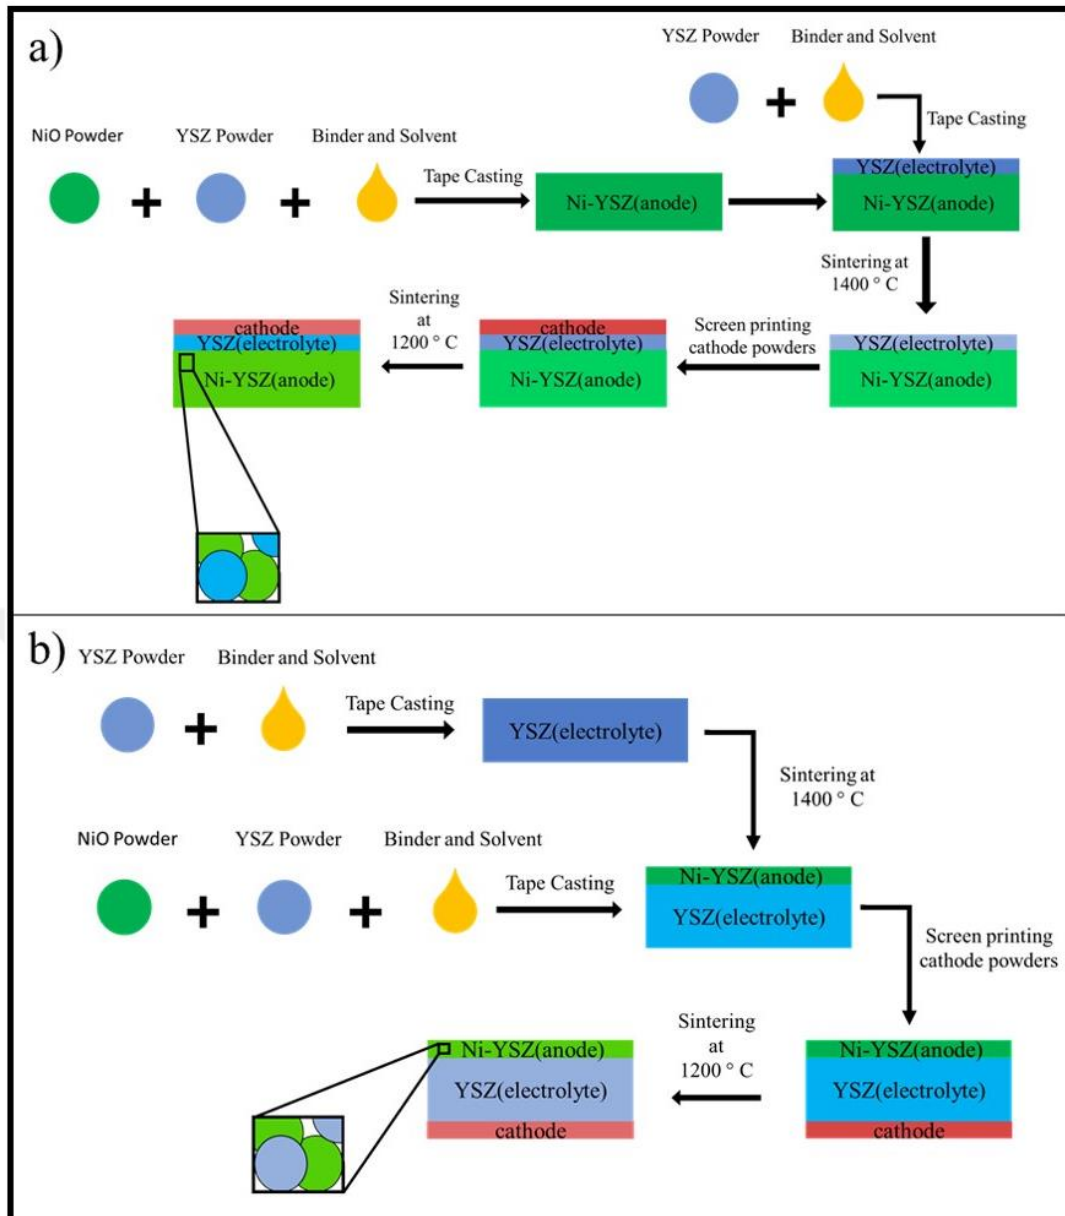 a)
YSZ Powder
Binder and Solvent
Tape Casting
NiO Powder
YSZ Powder
Binder and Solvent
Tape Casting
Ni-YSZ(anode)
YSZ(electrolyte)
Ni-YSZ(anode)
Sintering at
1400 ° C
cathode
YSZ(electrolyte)
Ni-YSZ(anode)
Sintering
at
1200 ° C
cathode
YSZ(electrolyte)
Ni-YSZ(anode)
Screen printing
cathode powders
YSZ(electrolyte)
Ni-YSZ(anode)
b)
YSZ Powder
Binder and Solvent
Tape Casting
YSZ(electrolyte)
Sintering at
1400 ° C
NiO Powder
YSZ Powder
Binder and Solvent
Tape Casting
Ni-YSZ(anode)
YSZ(electrolyte)
Screen printing
cathode powders
Ni-YSZ(anode)
YSZ(electrolyte)
cathode
Sintering
at
1200 ° C
Ni-YSZ(anode)
YSZ(electrolyte)
cathode